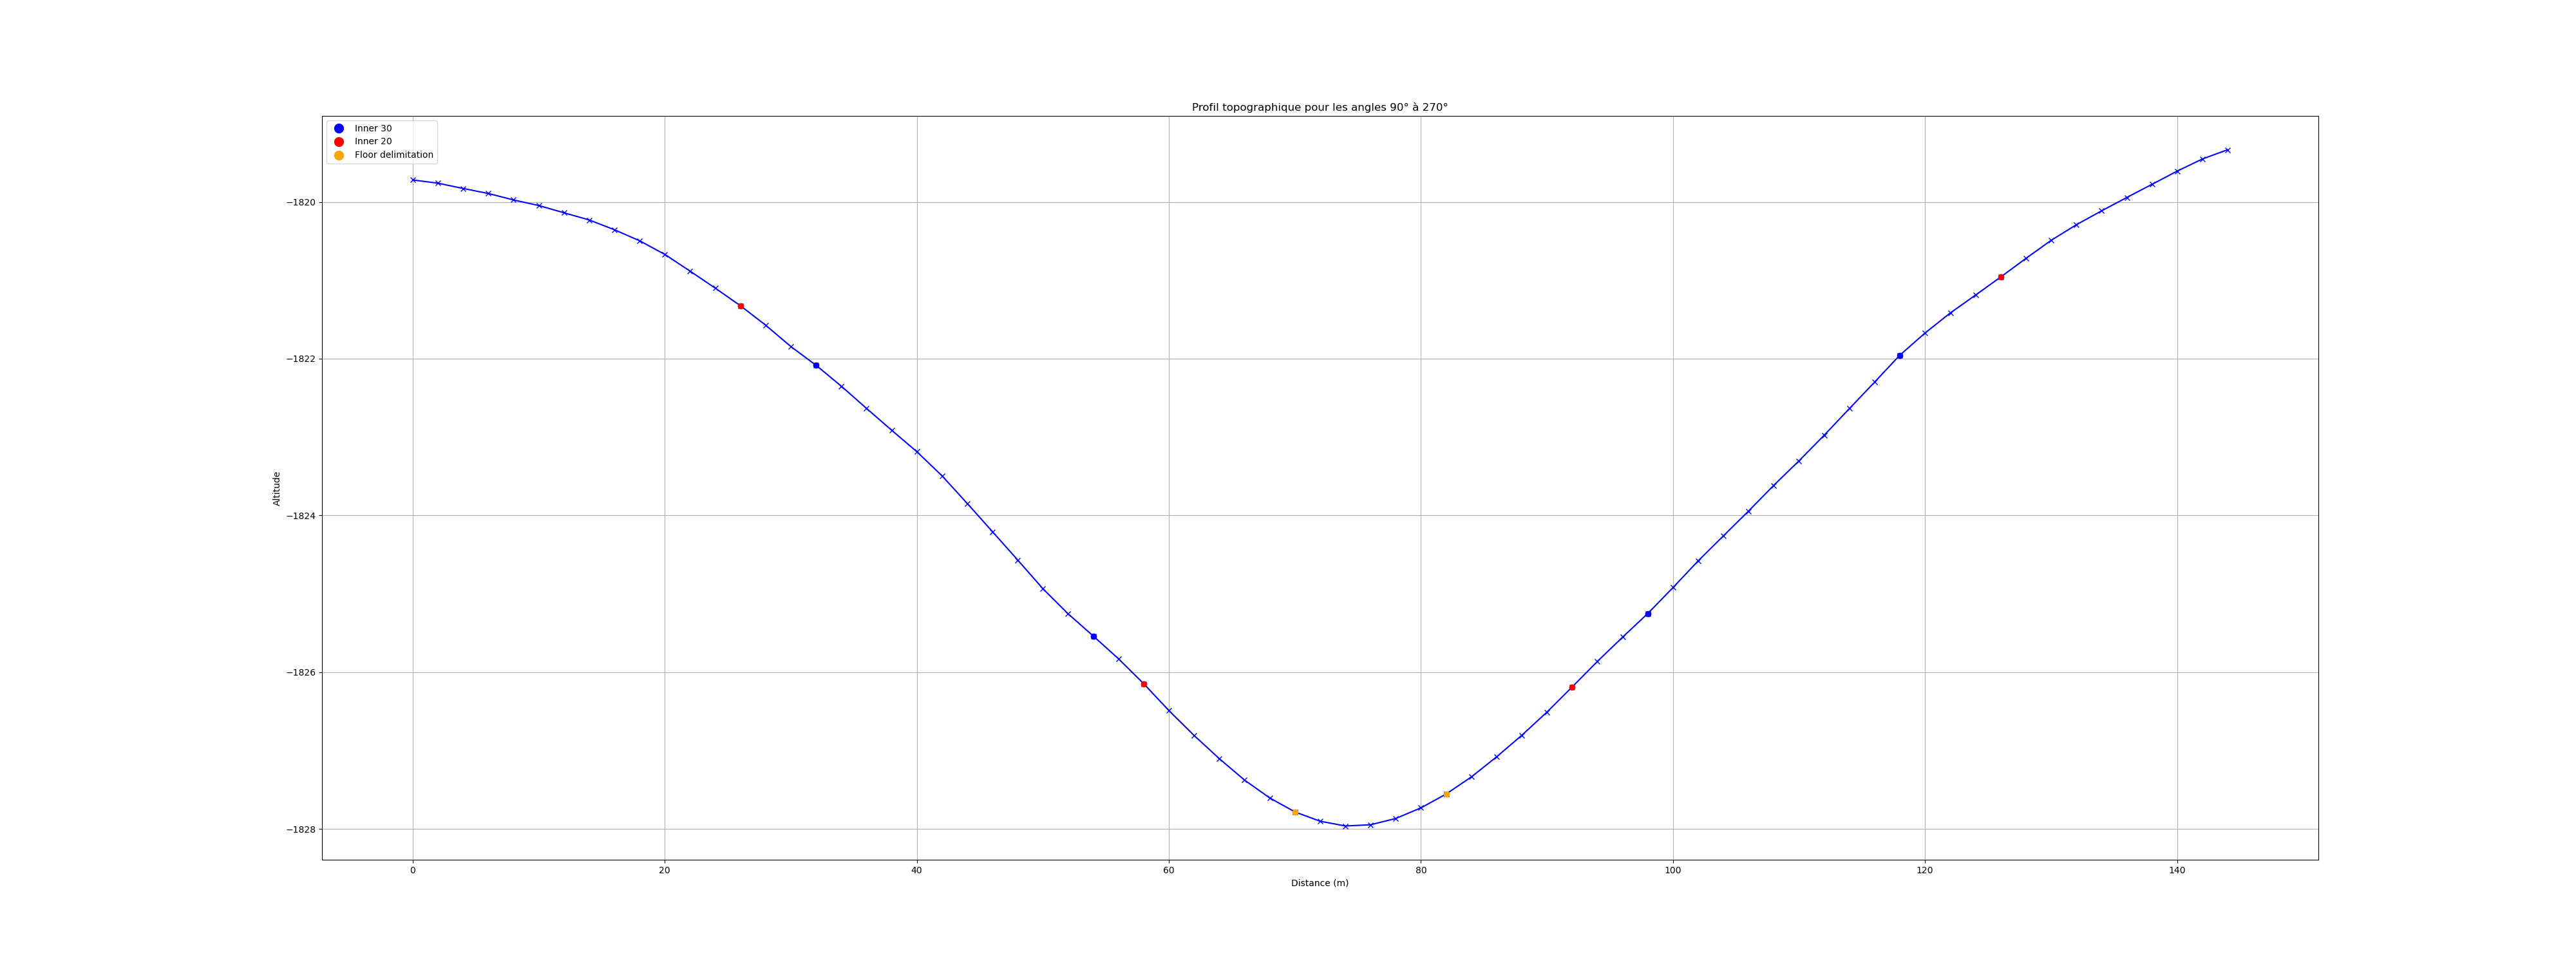 Profil topographique pour les angles 90° à 270°
Inner 30
Inner 20
Floor delimitation
−1820
−1822
−1824
−1826
−1828
Altitude
0 20 40 60 80 100 120 140
Distance (m)